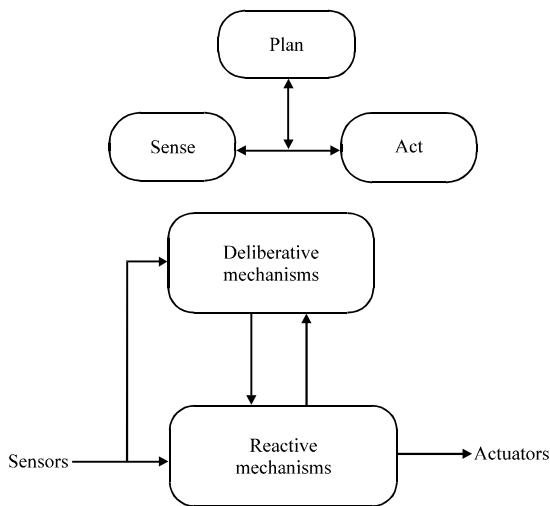 Plan
Sense
Act
Deliberative
mechanisms
Reactive
mechanisms
Sensors
Actuators